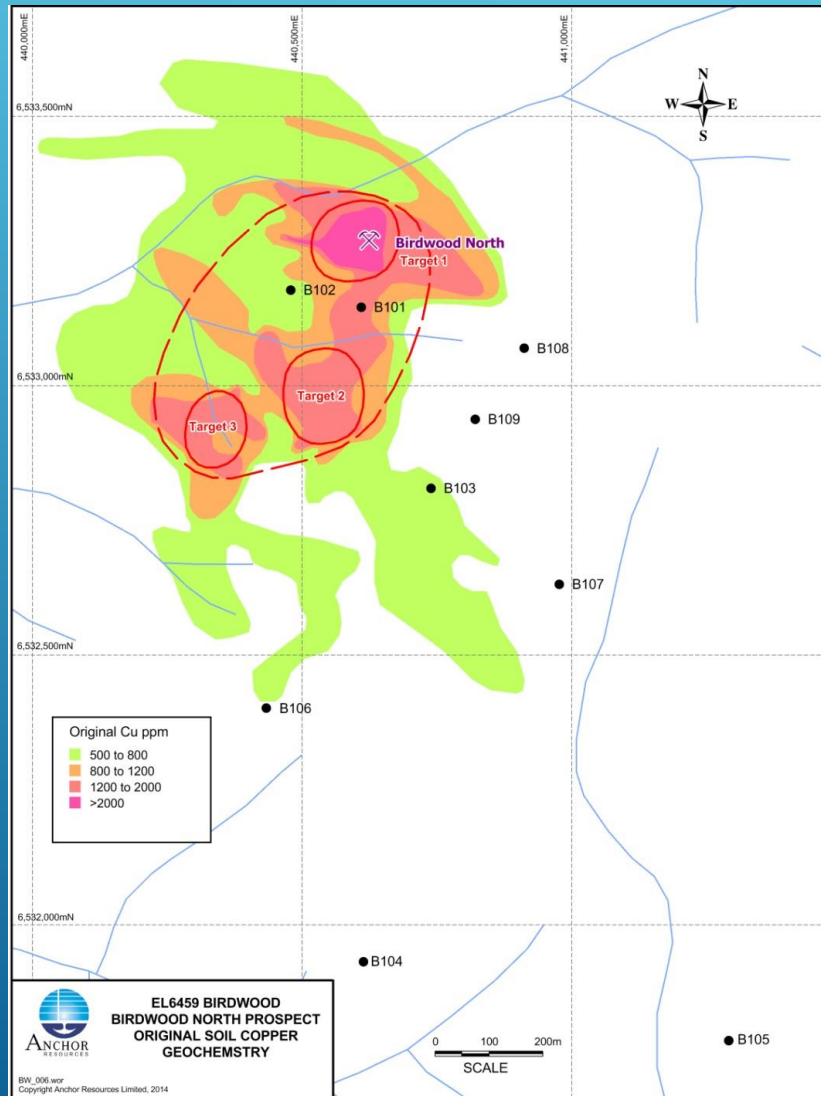 440,000mE
440,500mE
441,000mE
N
W E
S
6,533,500mN
Birdwood North
Target 1
B102
B101
B108
6,533,000mN
Target 2
B109
Target 3
B103
B107
6,532,500mN
B106
Original Cu ppm
500 to 800
800 to 1200
1200 to 2000
>2000
6,532,000mN
B104
B105
ANCHOR
RESOURCES
EL6459 BIRDWOOD
BIRDWOOD NORTH PROSPECT
ORIGINAL SOIL COPPER
GEOCHEMSTRY
0 100 200m
SCALE
BW_006.wor
Copyright Anchor Resources Limited, 2014